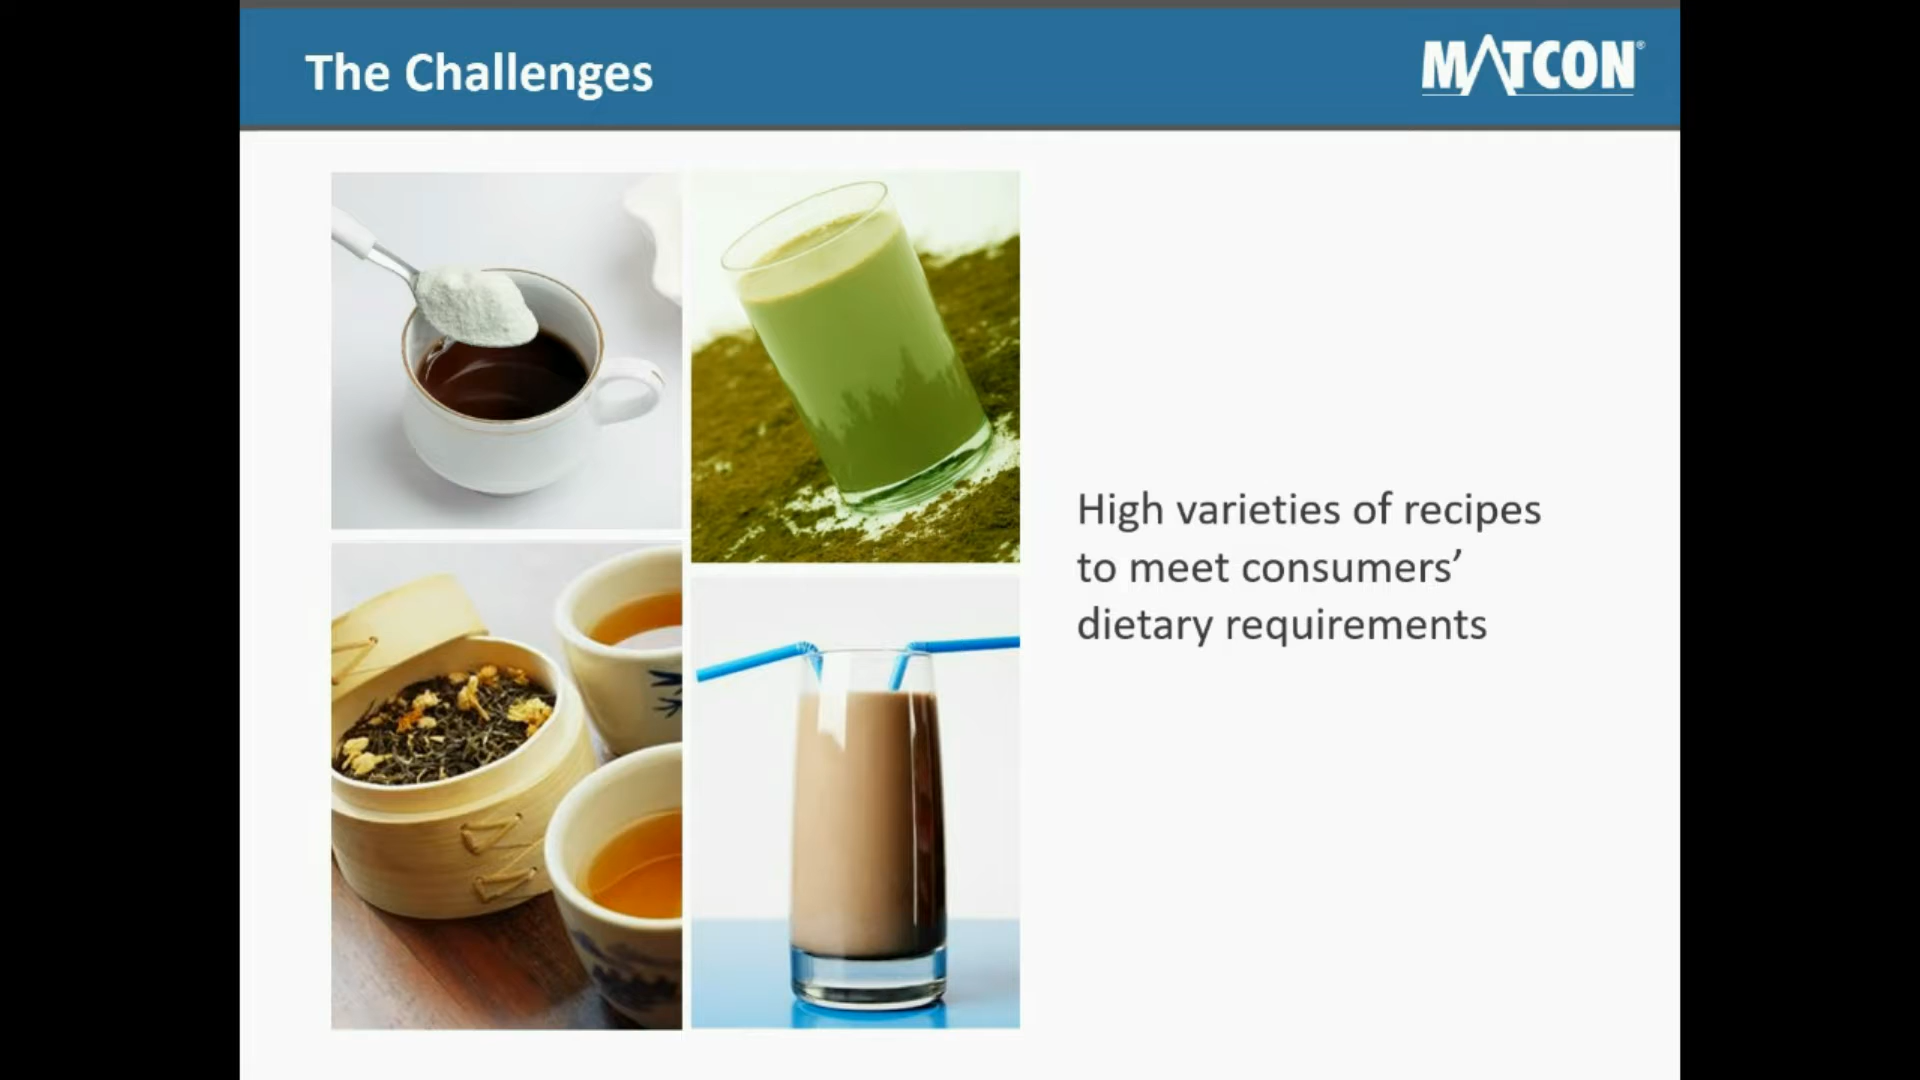 The Challenges
MATCON®
High varieties of recipes
to meet consumers’
dietary requirements